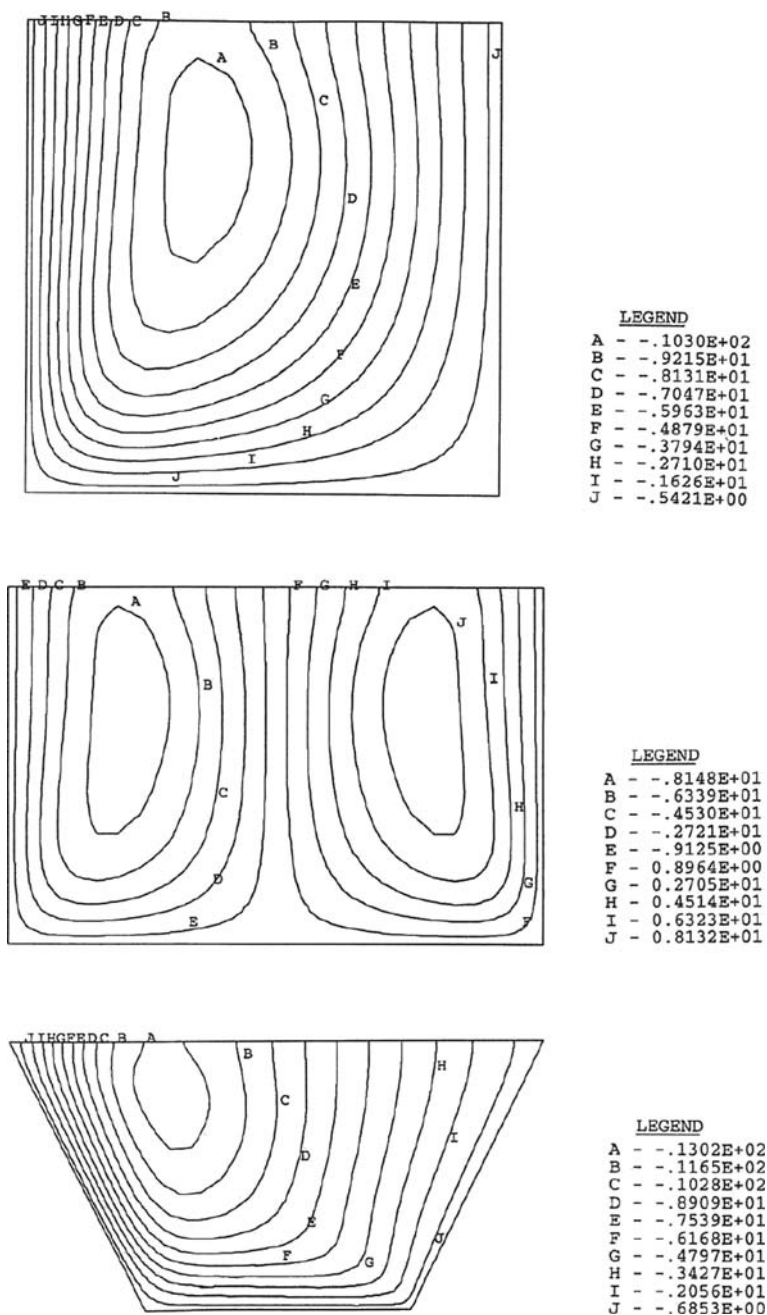 J I H G F E D C B
B
J
A
C
D
E
F
G
H
I
J
LEGEND
A - -.1030E+02
B - -.9215E+01
C - -.8131E+01
D - -.7047E+01
E - -.5963E+01
F - -.4879E+01
G - -.3794E+01
H - -.2710E+01
I - -.1626E+01
J - -.5421E+00
E D C B F G H I
A
J
B
I
C
H
D
G
E
F
LEGEND
A - -.8148E+01
B - -.6339E+01
C - -.4530E+01
D - -.2721E+01
E - -.9125E+00
F - 0.8964E+00
G - 0.2705E+01
H - 0.4514E+01
I - 0.6323E+01
J - 0.8132E+01
J I H G F E D C B A
B
H
C
I
D
E
J
F
G
LEGEND
A - -.1302E+02
B - -.1165E+02
C - -.1028E+02
D - -.8909E+01
E - -.7539E+01
F - -.6168E+01
G - -.4797E+01
H - -.3427E+01
I - -.2056E+01
J - -.6853E+00